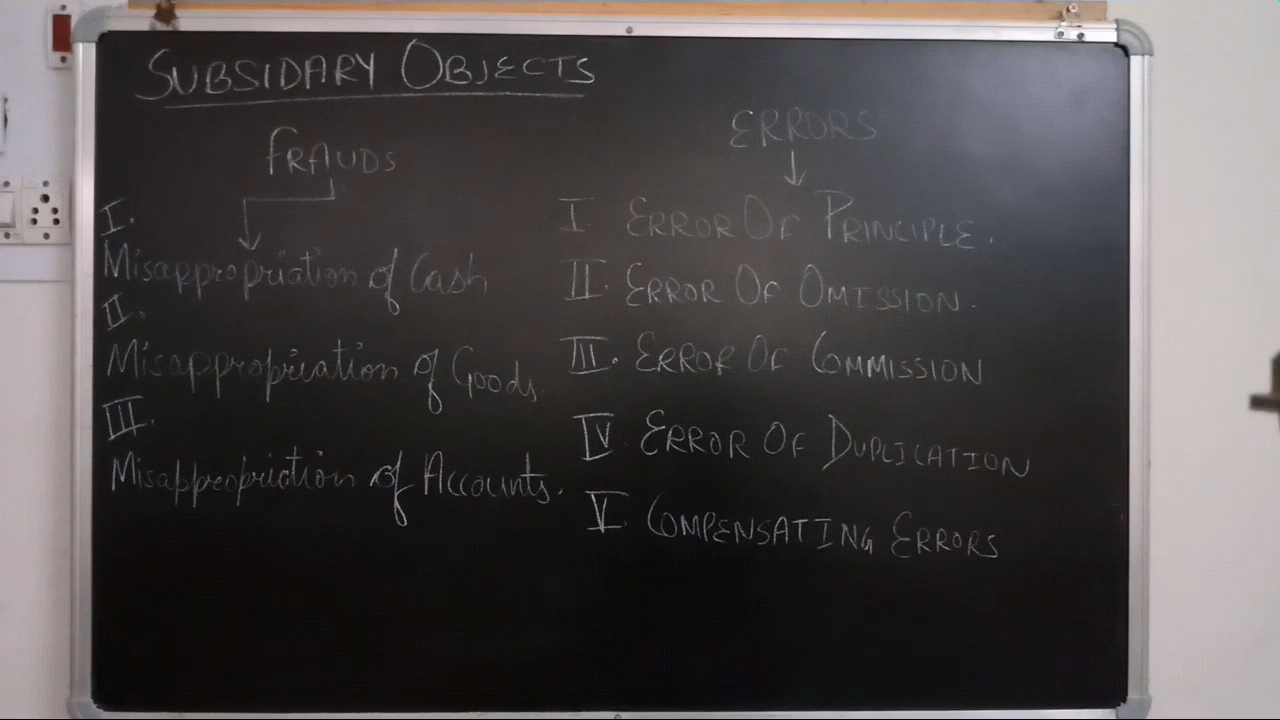 SUBSIDARY OBJECTS
FRAUDS
I.
Misappropriation of Cash
II.
Misappropriation of Goods.
III.
Misappropriation of Accounts.
ERRORS
I ERROR OF PRINCIPLE.
II. ERROR OF OMISSION.
III. ERROR OF COMMISSION
IV. ERROR OF DUPLICATION
V. COMPENSATING ERRORS